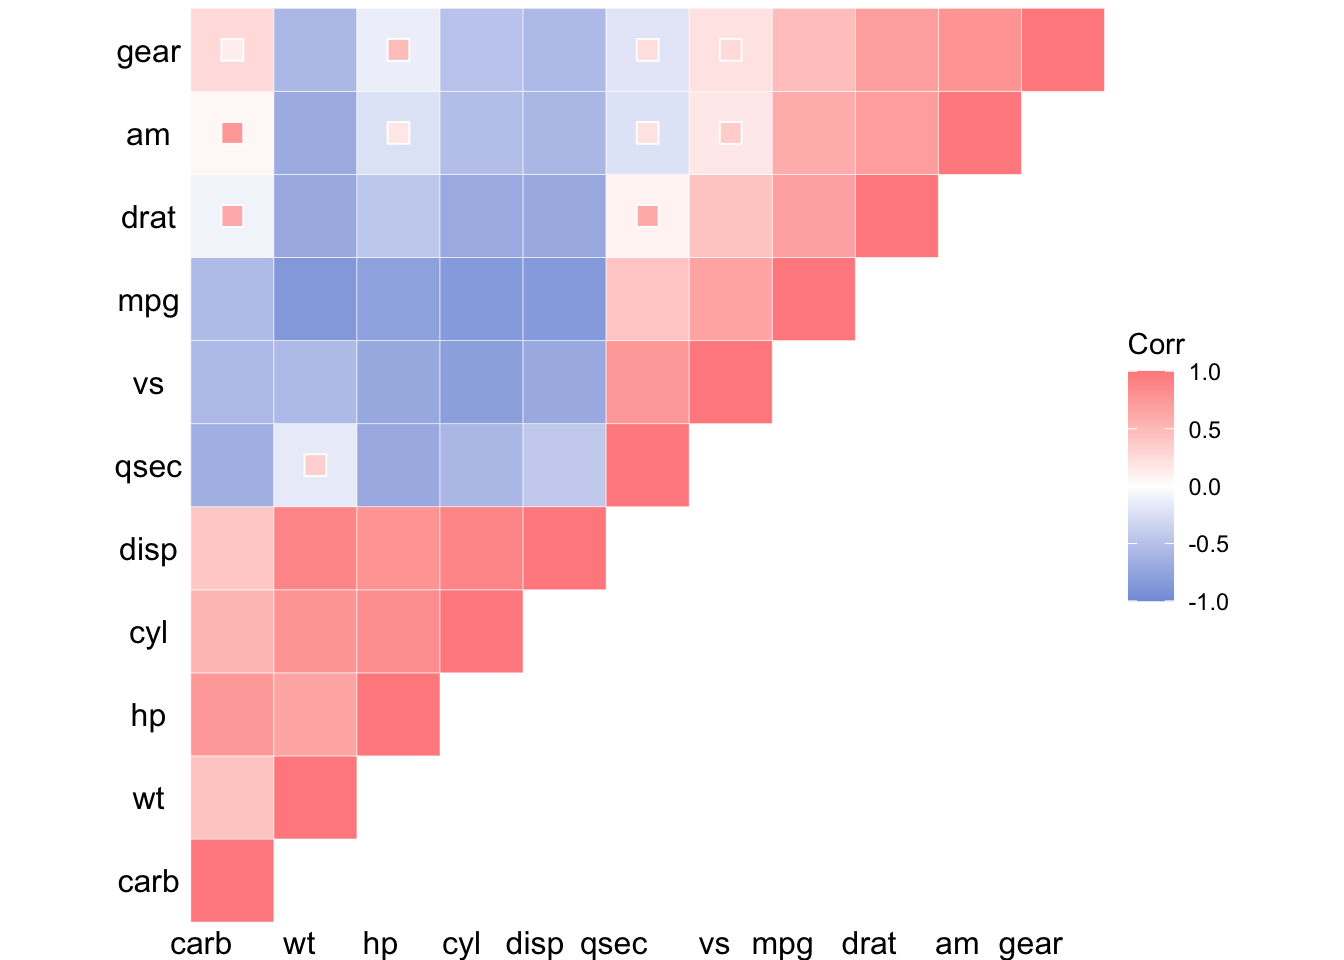 gear
am
drat
mpg
vs
qsec
disp
cyl
hp
wt
carb
carb wt hp cyl disp qsec vs mpg drat am gear
Corr
1.0
0.5
0.0
-0.5
-1.0